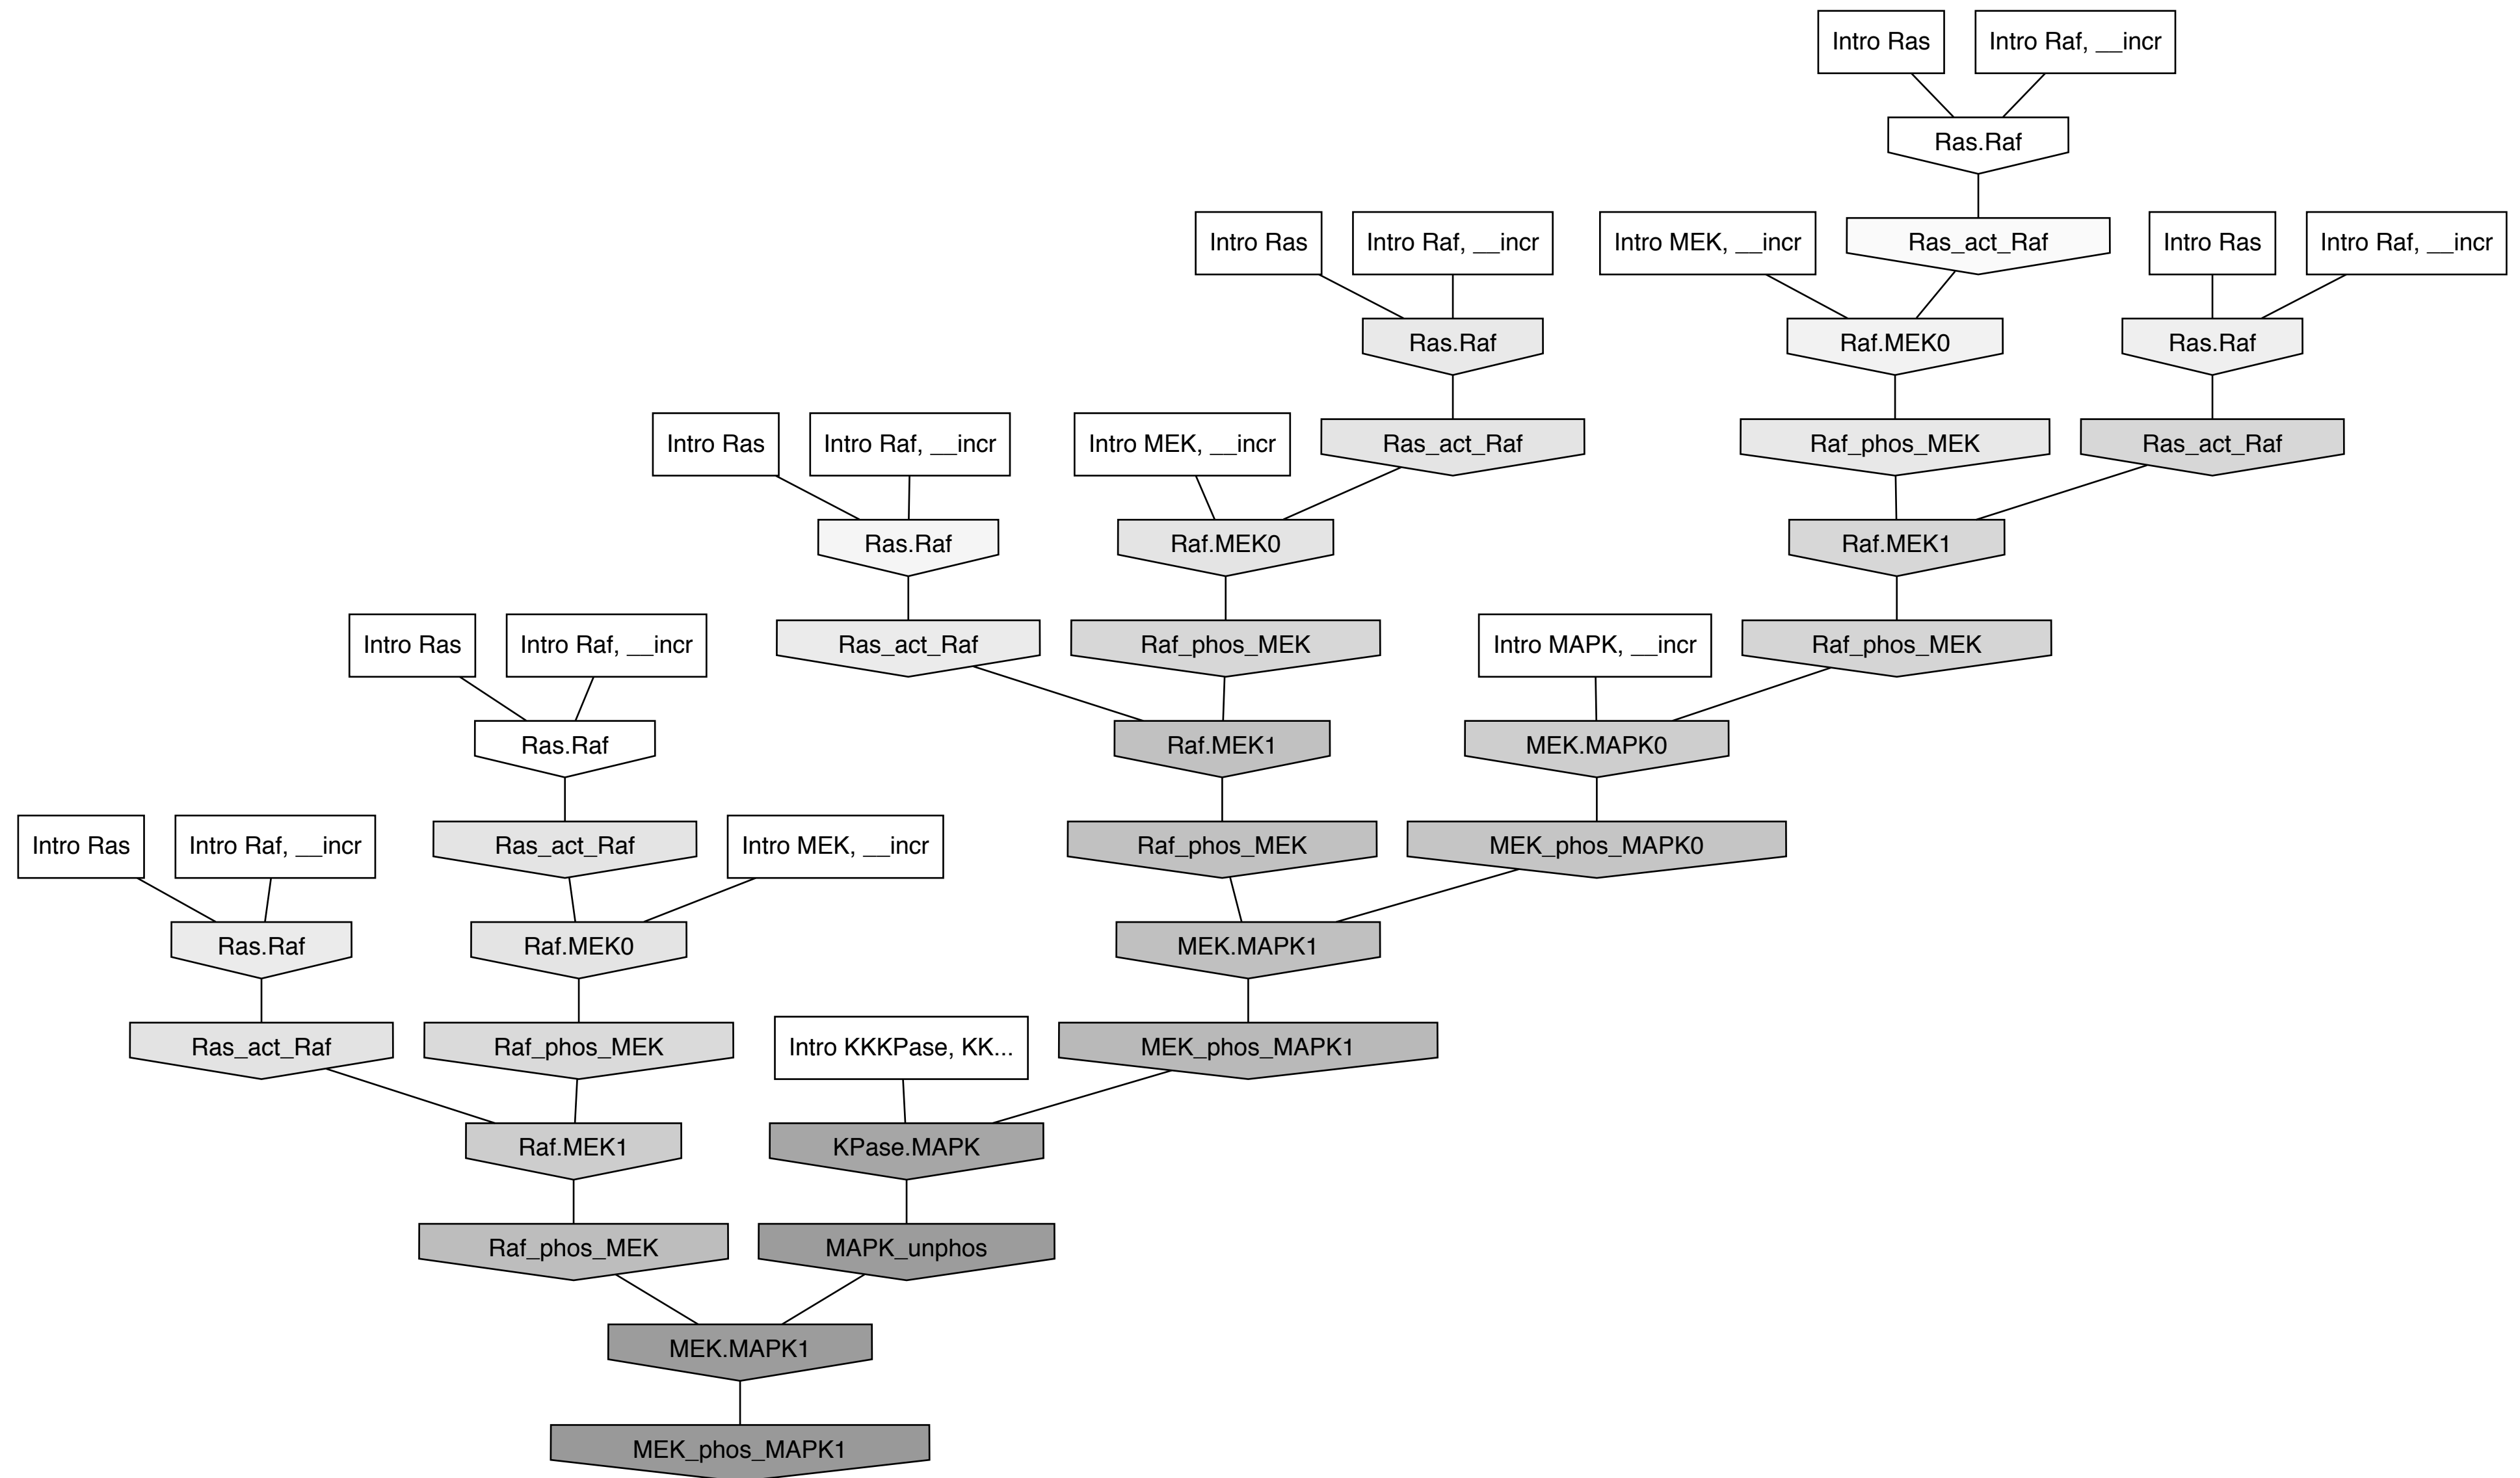 Intro Ras
Intro Raf, __incr
Ras.Raf
Intro Ras
Intro Raf, __incr
Intro MEK, __incr
Ras_act_Raf
Intro Ras
Intro Raf, __incr
Ras.Raf
Raf.MEK0
Ras.Raf
Intro Ras
Intro Raf, __incr
Intro MEK, __incr
Ras_act_Raf
Raf_phos_MEK
Ras_act_Raf
Ras.Raf
Raf.MEK0
Raf.MEK1
Intro Ras
Intro Raf, __incr
Ras_act_Raf
Raf_phos_MEK
Intro MAPK, __incr
Raf_phos_MEK
Ras.Raf
Raf.MEK1
MEK.MAPK0
Intro Ras
Intro Raf, __incr
Ras_act_Raf
Intro MEK, __incr
Raf_phos_MEK
MEK_phos_MAPK0
Ras.Raf
Raf.MEK0
MEK.MAPK1
Ras_act_Raf
Raf_phos_MEK
Intro KKKPase, KK...
MEK_phos_MAPK1
Raf.MEK1
KPase.MAPK
Raf_phos_MEK
MAPK_unphos
MEK.MAPK1
MEK_phos_MAPK1